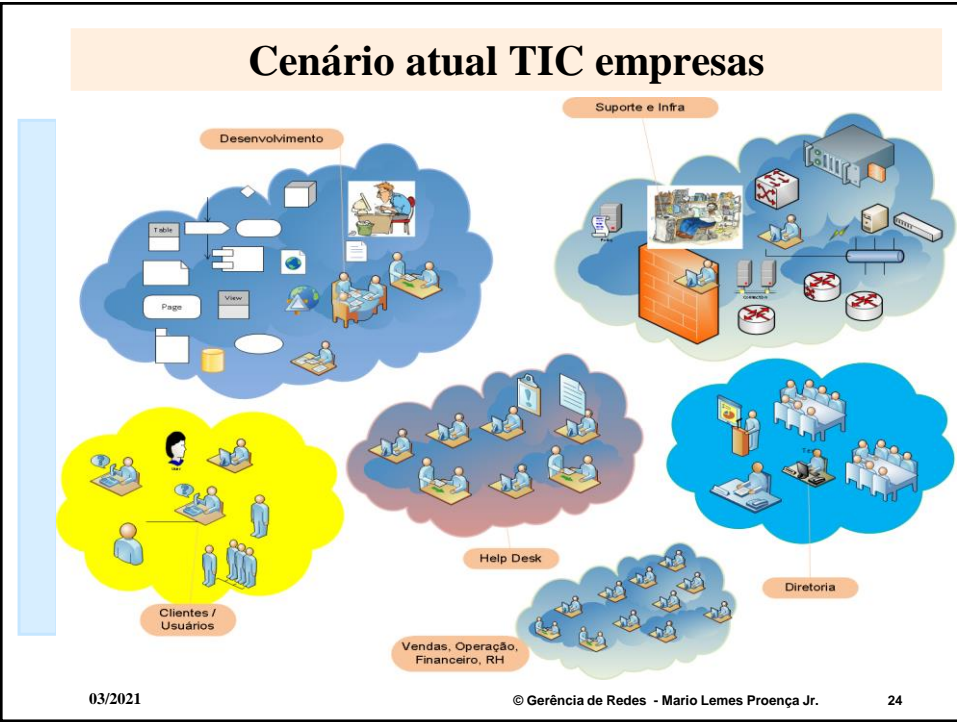 Cenário atual TIC empresas
Suporte e Infra
Desenvolvimento
Table
Page
View
Help Desk
Diretoria
Clientes /
Usuários
Vendas, Operação,
Financeiro, RH
03/2021
© Gerência de Redes - Mario Lemes Proença Jr.
24